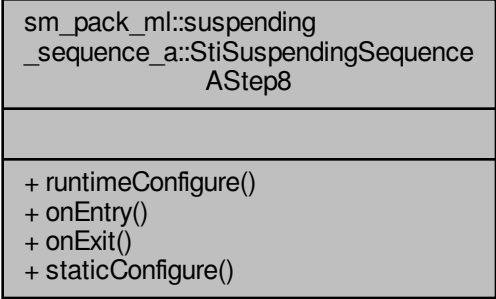 sm_pack_ml::suspending
_sequence_a::StiSuspendingSequence
AStep8
+ runtimeConfigure()
+ onEntry()
+ onExit()
+ staticConfigure()